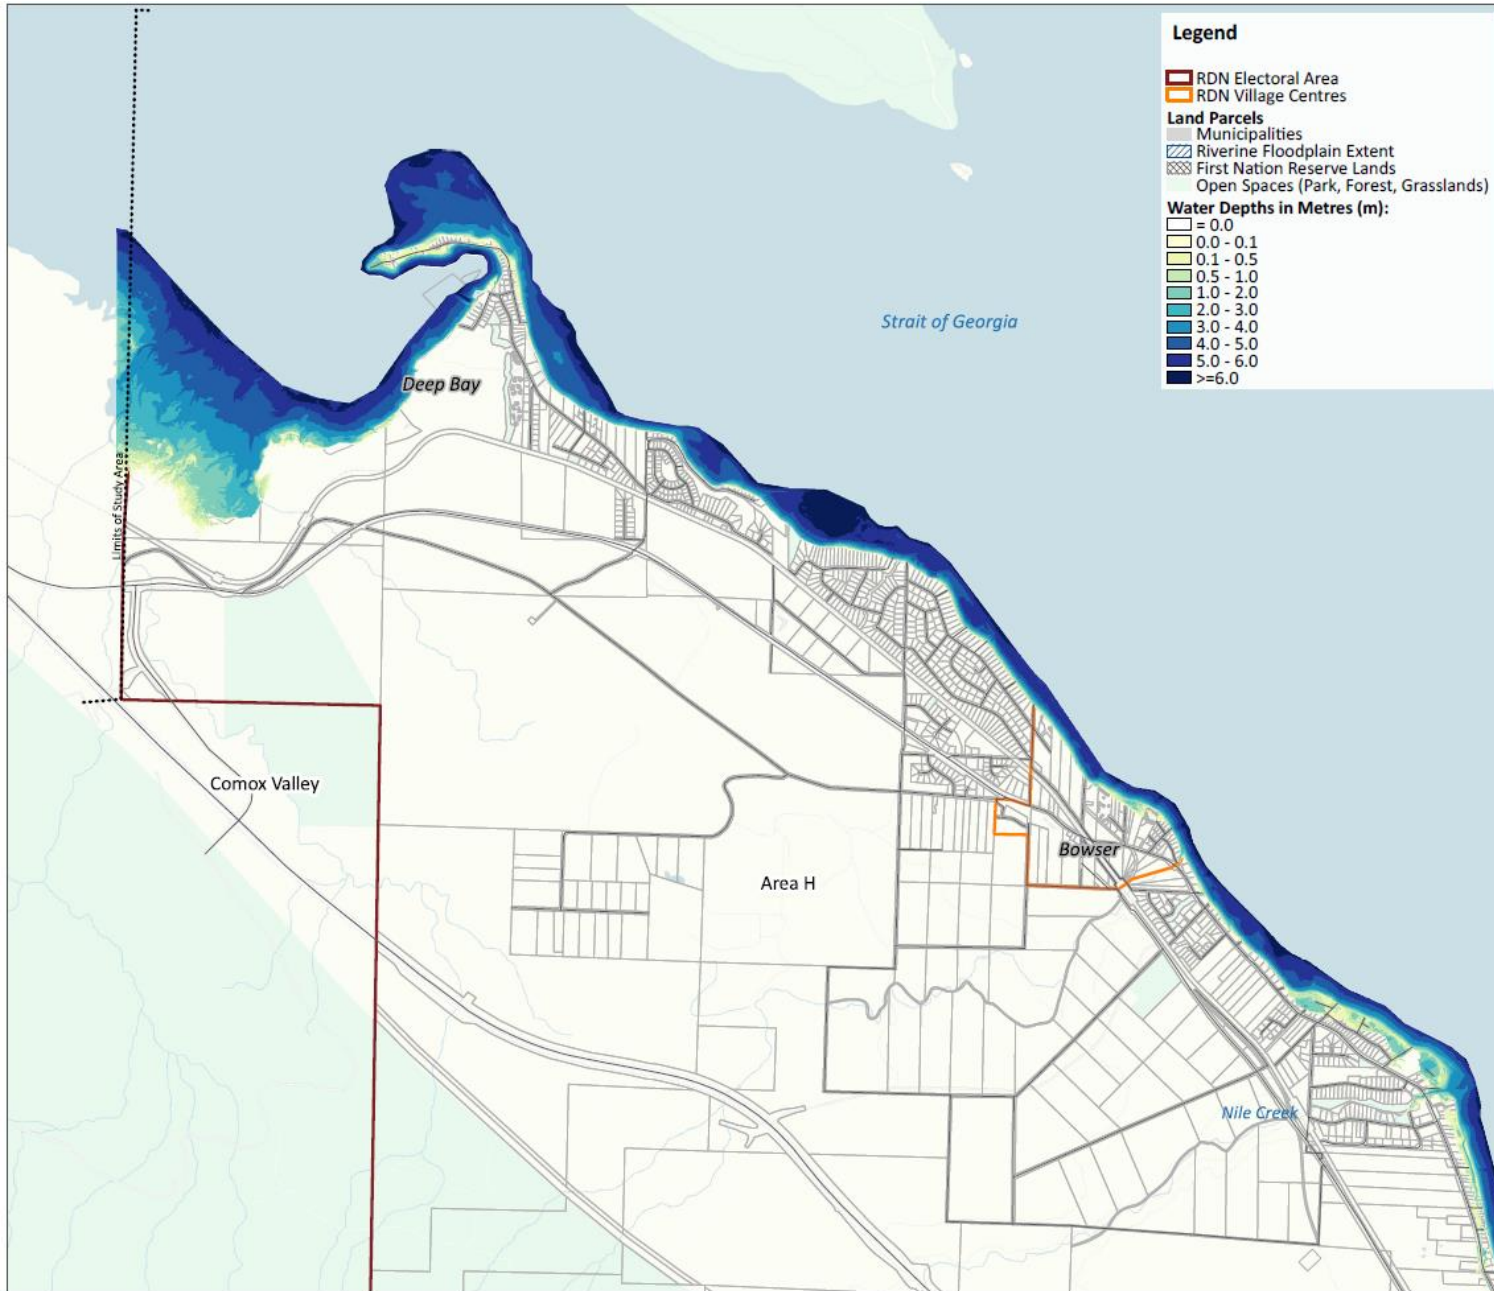 Legend
RDN Electoral Area
RDN Village Centres
Land Parcels
Municipalities
Riverine Floodplain Extent
First Nation Reserve Lands
Open Spaces (Park, Forest, Grasslands)
Water Depths in Metres (m):
= 0.0
0.0 - 0.1
0.1 - 0.5
0.5 - 1.0
1.0 - 2.0
2.0 - 3.0
3.0 - 4.0
4.0 - 5.0
5.0 - 6.0
>=6.0
Strait of Georgia
Deep Bay
Limits of Study Area
Comox Valley
Bowser
Area H
Nile Creek